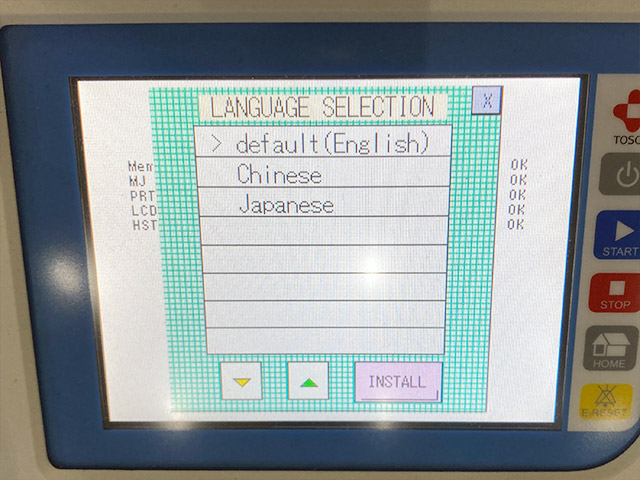 LANGUAGE SELECTION
X
> default(English)
Chinese
Japanese
MJ OK
PRT OK
LCD OK
HST OK
OK
INSTALL
START
STOP
HOME
E-RESET